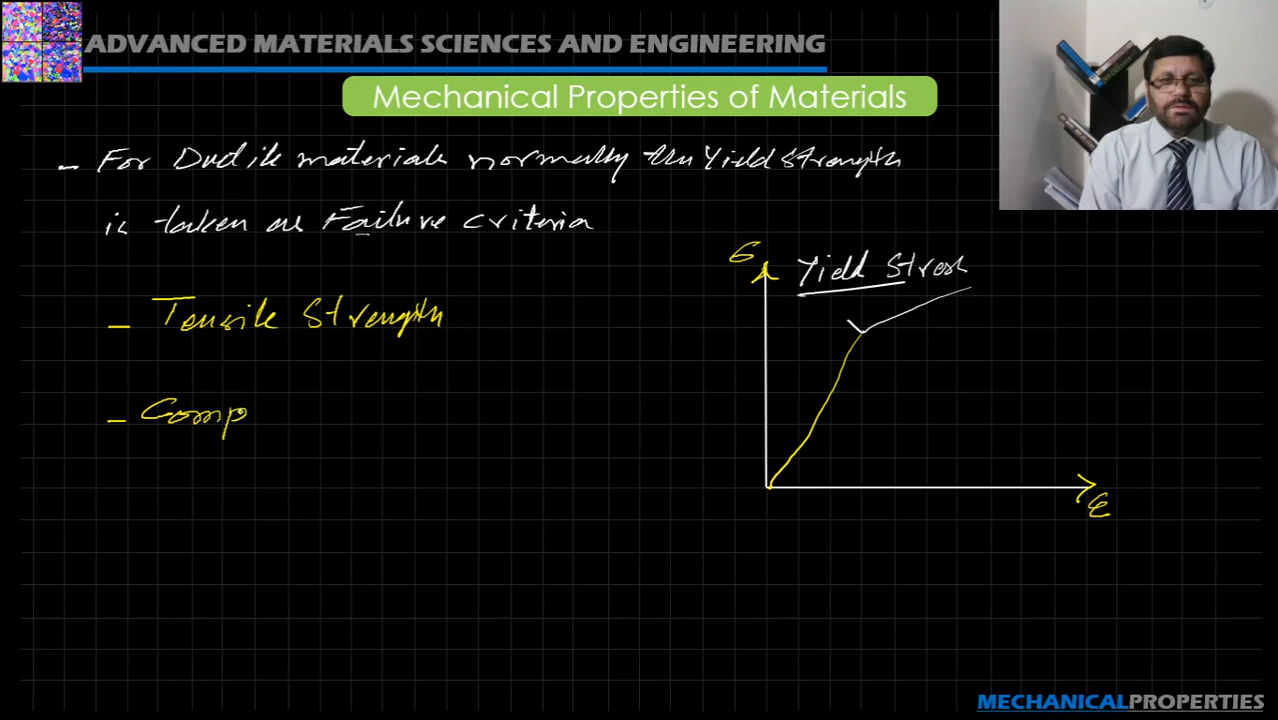 ADVANCED MATERIALS SCIENCES AND ENGINEERING
Mechanical Properties of Materials
- For Ductile materials normally the Yield Strength
is taken as Failure criteria
σ Yield Stress
- Tensile Strength
- Comp
ε
MECHANICALPROPERTIES